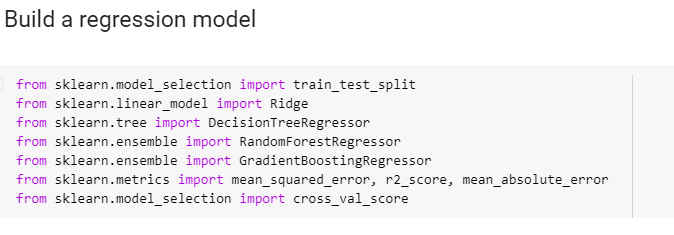 Build a regression model
from sklearn.model_selection import train_test_split
from sklearn.linear_model import Ridge
from sklearn.tree import DecisionTreeRegressor
from sklearn.ensemble import RandomForestRegressor
from sklearn.ensemble import GradientBoostingRegressor
from sklearn.metrics import mean_squared_error, r2_score, mean_absolute_error
from sklearn.model_selection import cross_val_score